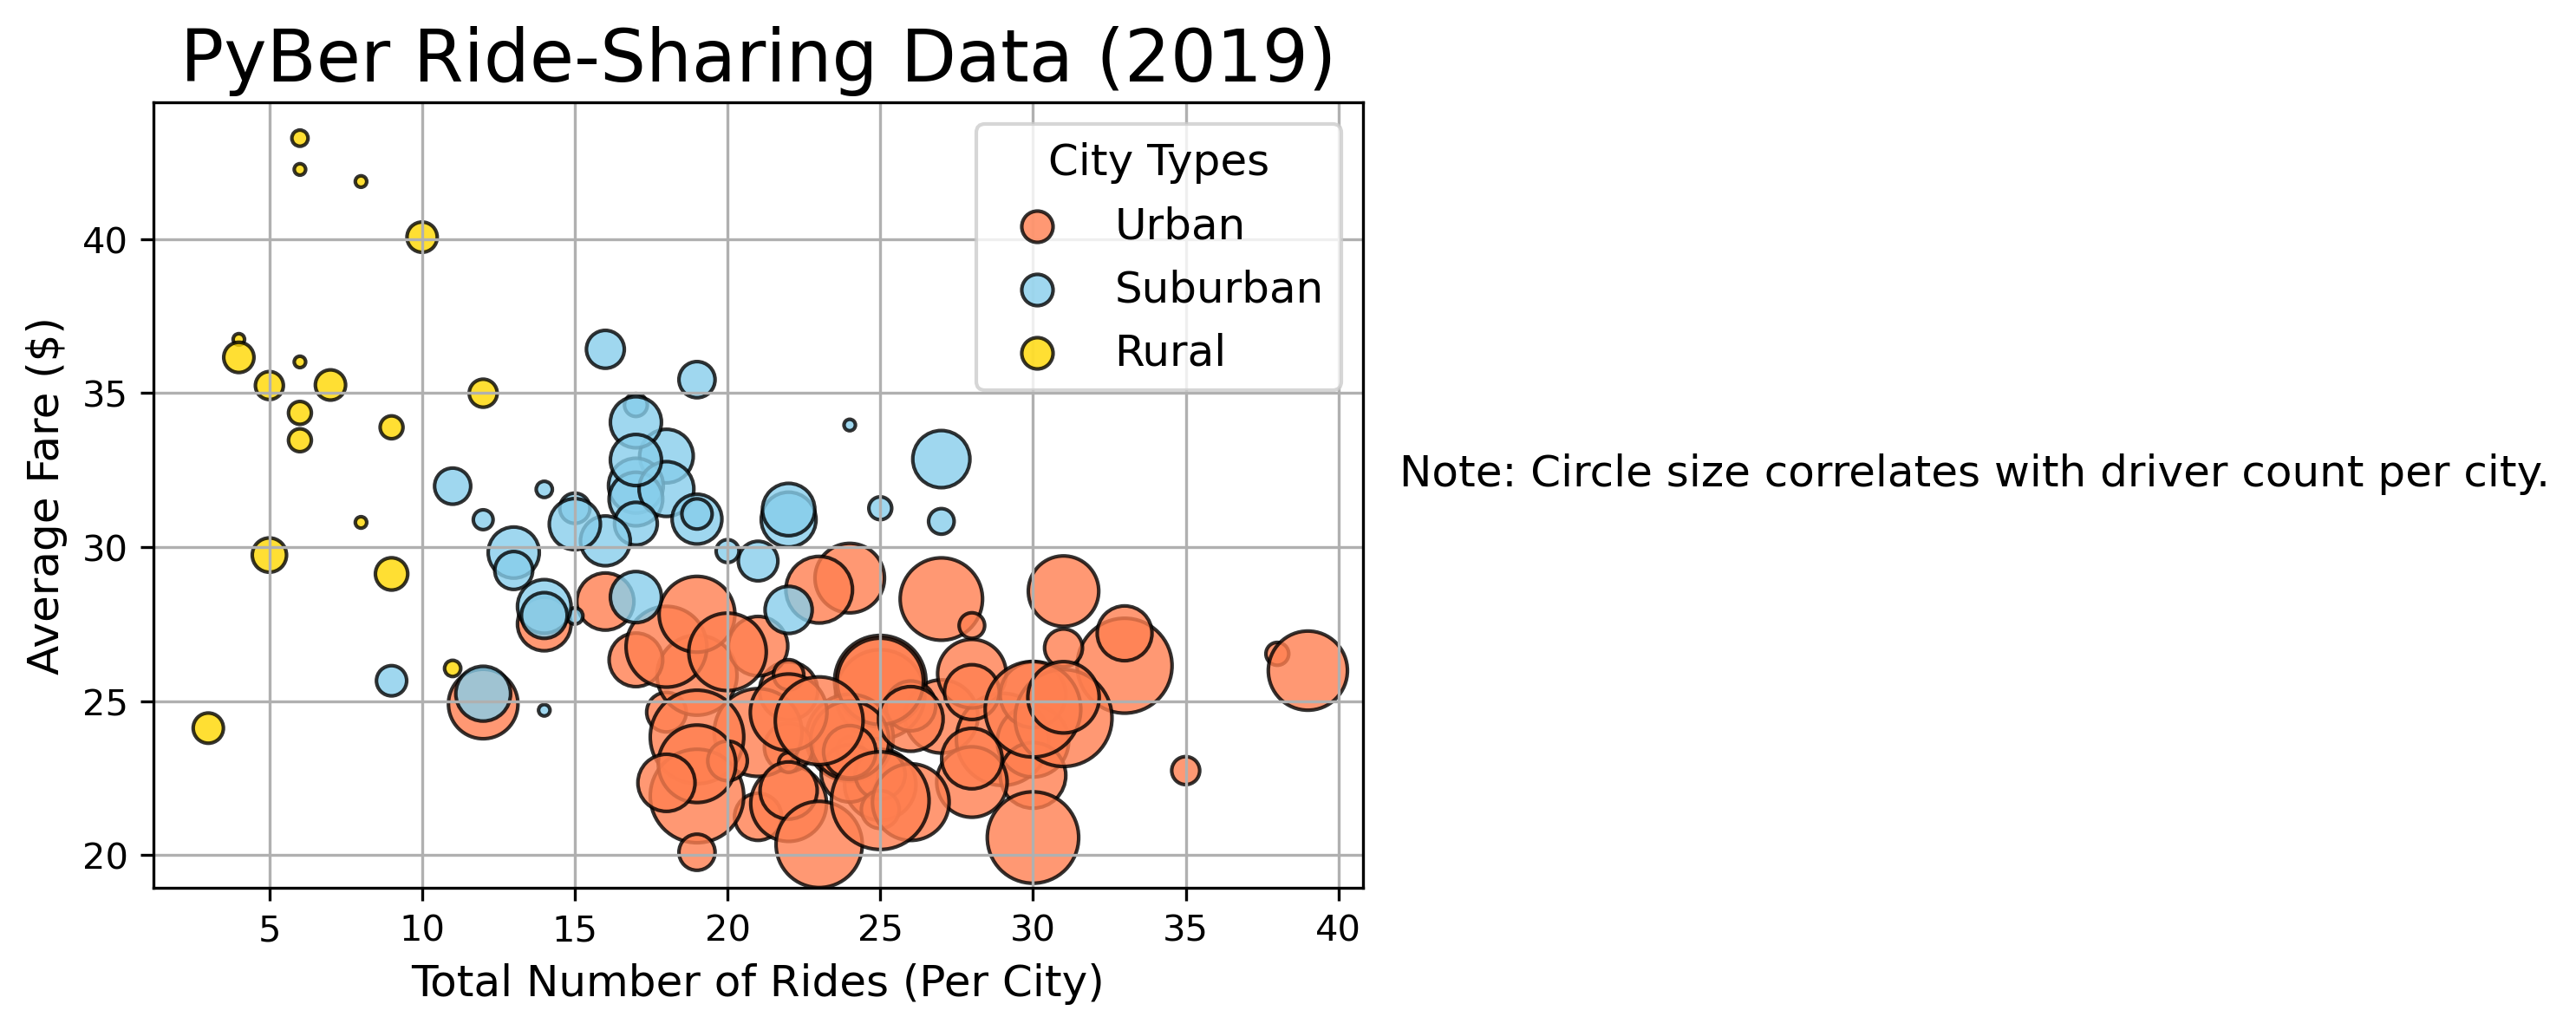 PyBer Ride-Sharing Data (2019)
City Types
Urban
Suburban
Rural
Average Fare ($)
40
35
30
25
20
5 10 15 20 25 30 35 40
Total Number of Rides (Per City)
Note: Circle size correlates with driver count per city.